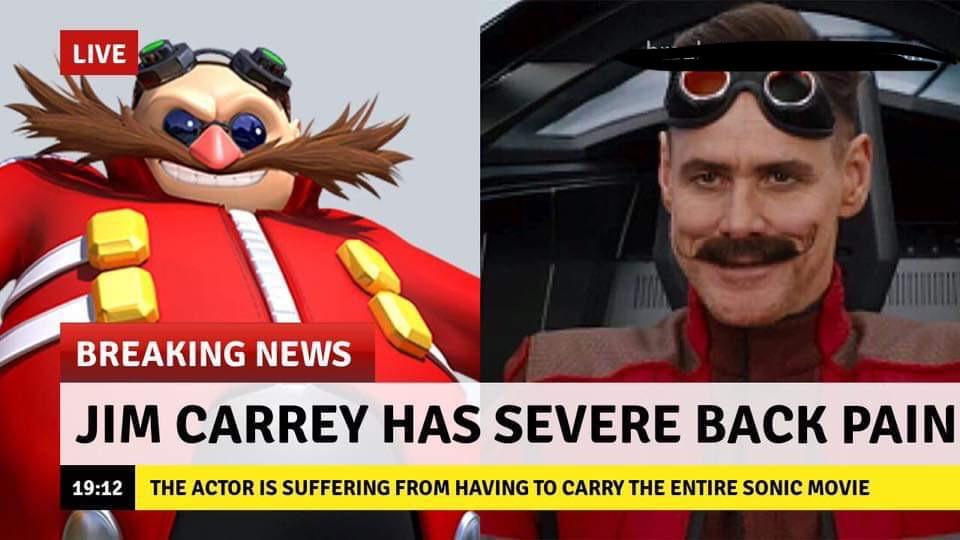 LIVE
BREAKING NEWS
JIM CARREY HAS SEVERE BACK PAIN
19:12 THE ACTOR IS SUFFERING FROM HAVING TO CARRY THE ENTIRE SONIC MOVIE